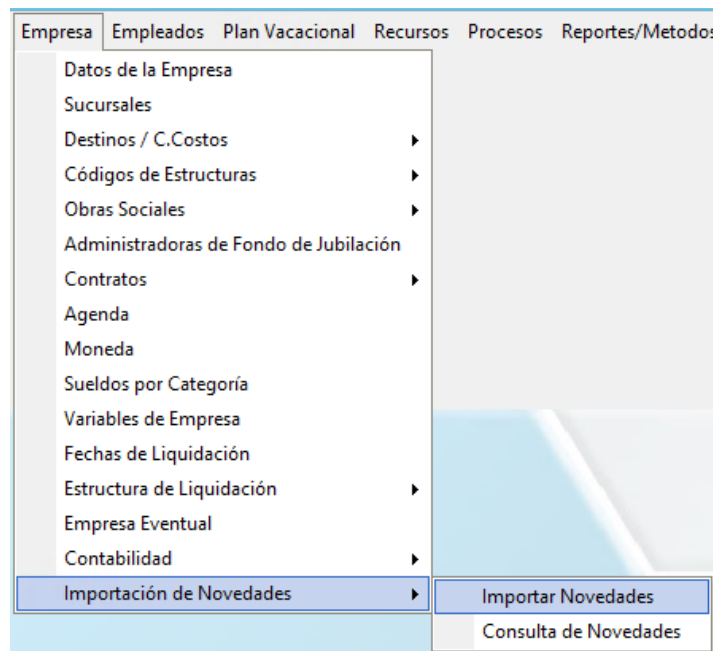 Empresa Empleados Plan Vacacional Recursos Procesos Reportes/Metodos
Datos de la Empresa
Sucursales
Destinos / C.Costos
Códigos de Estructuras
Obras Sociales
Administradoras de Fondo de Jubilación
Contratos
Agenda
Moneda
Sueldos por Categoría
Variables de Empresa
Fechas de Liquidación
Estructura de Liquidación
Empresa Eventual
Contabilidad
Importación de Novedades
Importar Novedades
Consulta de Novedades